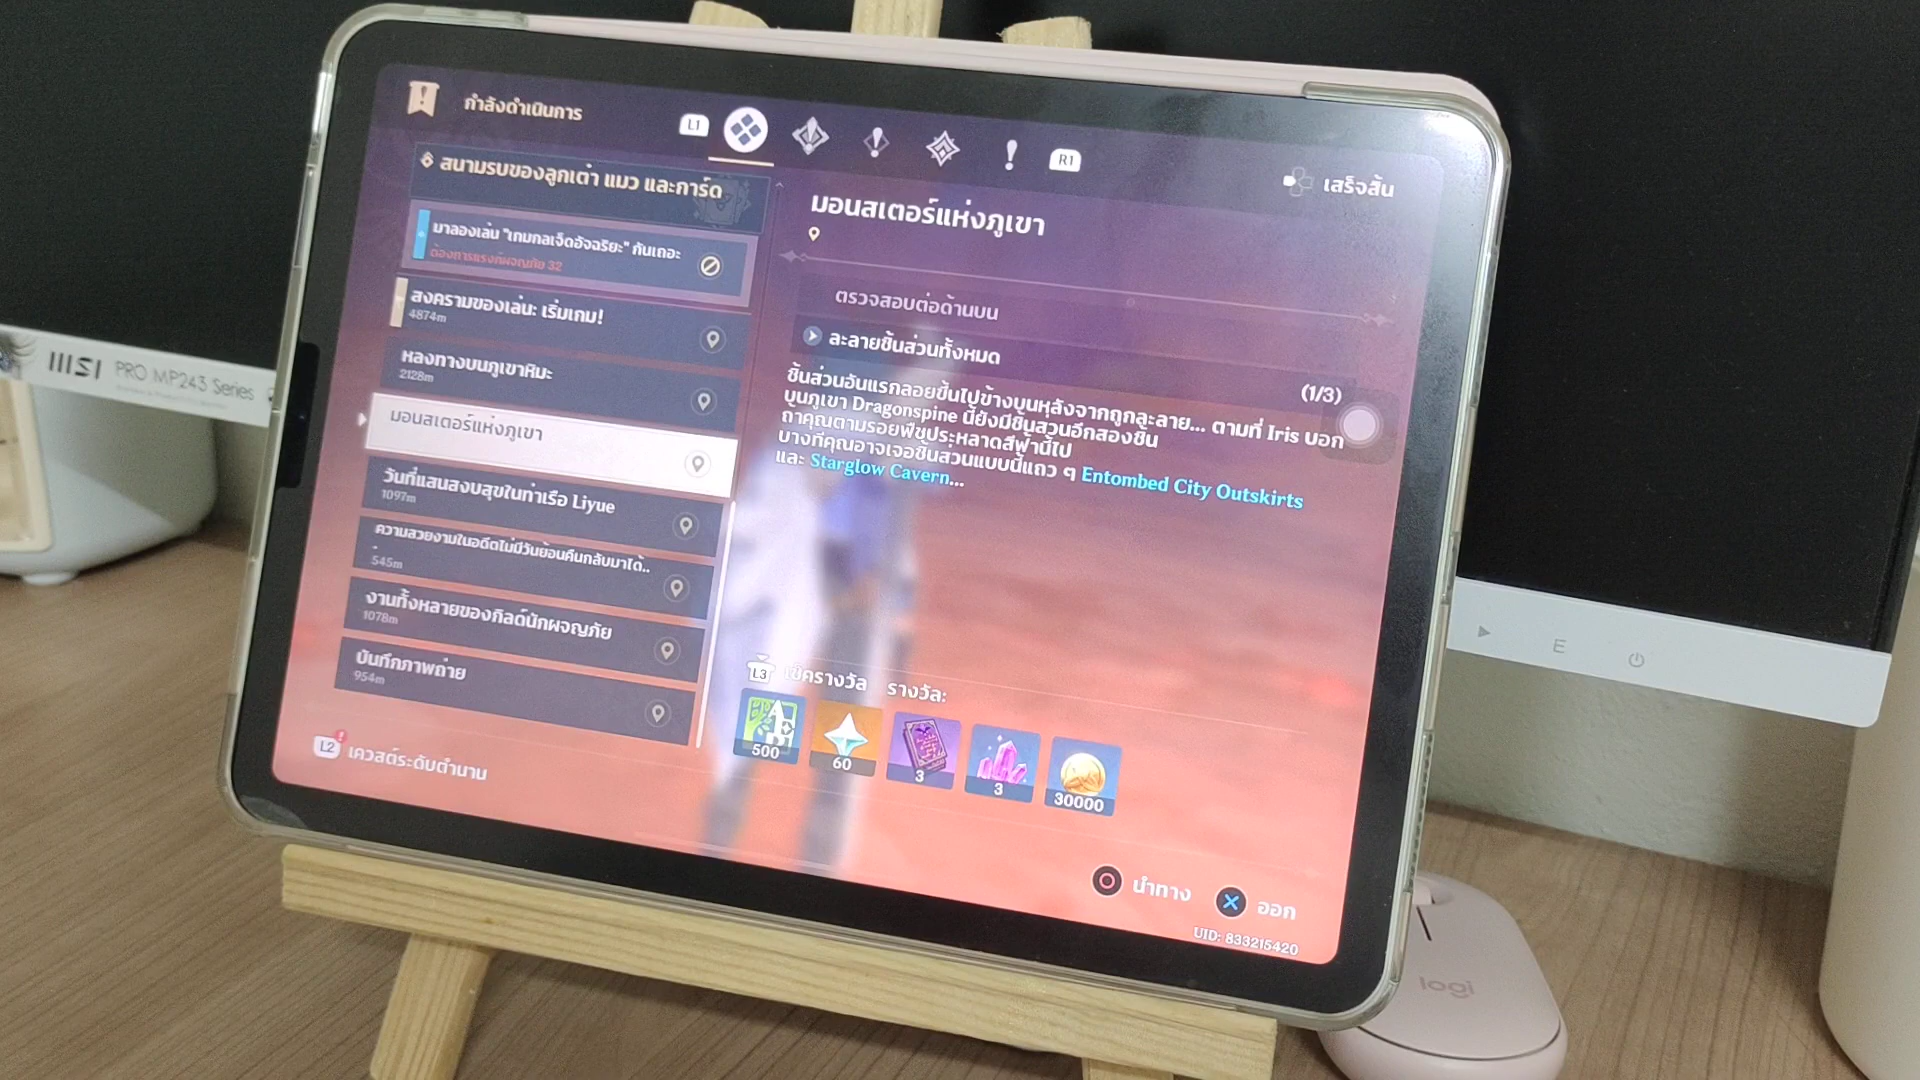 กำลังดำเนินการ
L1
R1
เสร็จสิ้น
สนามรบของลูกเต๋า แมว และการ์ด
มาลองเล่น "เกมกลเจ็ดอัจฉริยะ" กันเถอะ
ต้องการแรงก์ผจญภัย 32
สงครามของเล่น: เริ่มเกม!
4874m
หลงทางบนภูเขาหิมะ
2128m
มอนสเตอร์แห่งภูเขา
วันที่แสนสงบสุขในท่าเรือ Liyue
1097m
ความสวยงามในอดีตไม่มีวันย้อนคืนกลับมาได้..
.
545m
งานทั้งหลายของกิลด์นักผจญภัย
1078m
บันทึกภาพถ่าย
954m
L2 เควสต์ระดับตำนาน
มอนสเตอร์แห่งภูเขา
ตรวจสอบต่อด้านบน
ละลายชิ้นส่วนทั้งหมด
(1/3)
ชิ้นส่วนอันแรกลอยขึ้นไปข้างบนหลังจากถูกละลาย... ตามที่ Iris บอก
บนภูเขา Dragonspine นี้ยังมีชิ้นส่วนอีกสองชิ้น
ถ้าคุณตามรอยพืชประหลาดสีฟ้านี้ไป
บางทีคุณอาจเจอชิ้นส่วนแบบนี้แถว ๆ Entombed City Outskirts
และ Starglow Cavern...
L3 เช็ครางวัล รางวัล:
500
60
3
3
30000
นำทาง
ออก
UID: 833215420
msi PRO MP243 Series
E
logi